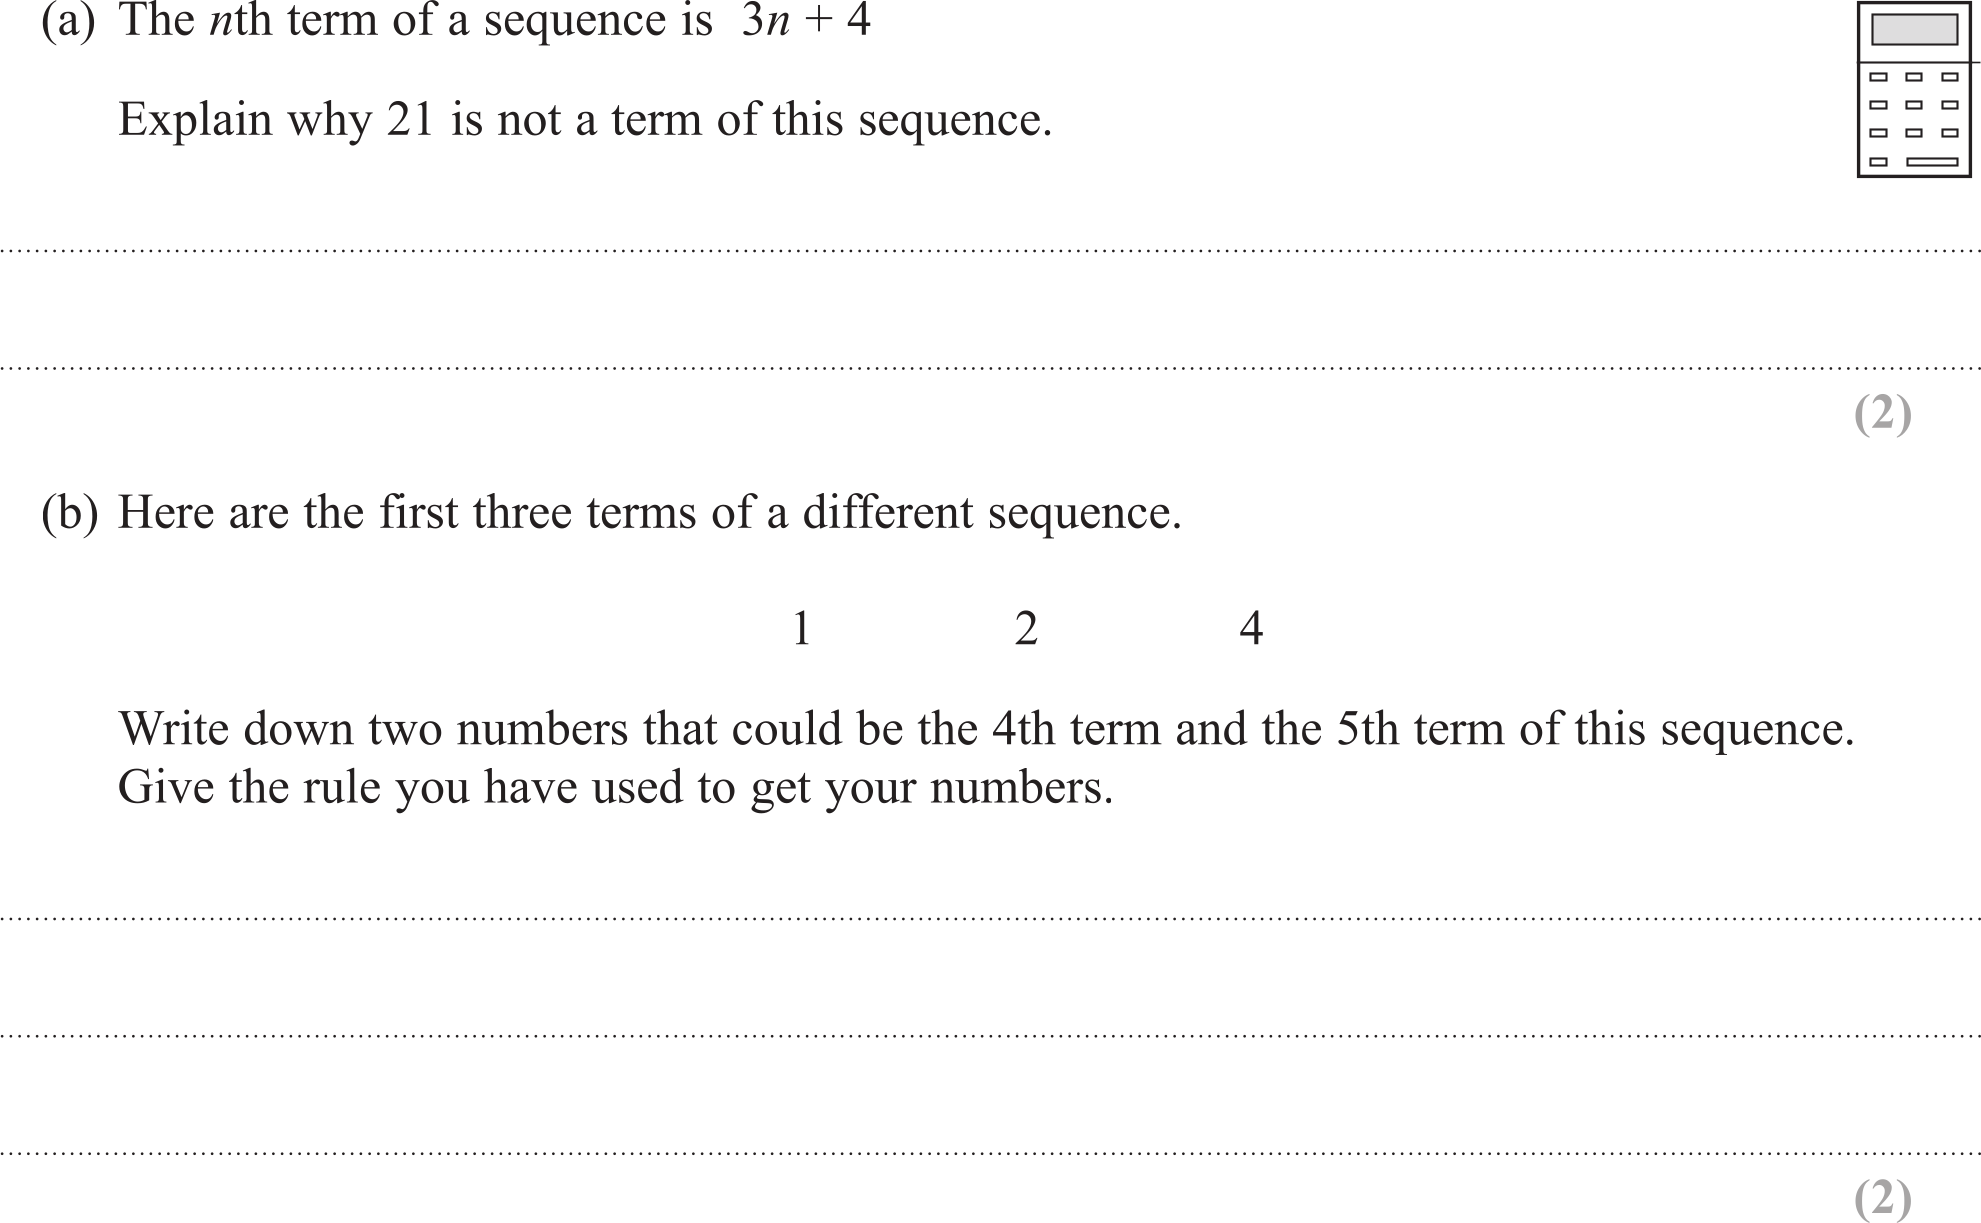 (a) The nth term of a sequence is 3n + 4
Explain why 21 is not a term of this sequence.
(2)
(b) Here are the first three terms of a different sequence.
1 2 4
Write down two numbers that could be the 4th term and the 5th term of this sequence.
Give the rule you have used to get your numbers.
(2)